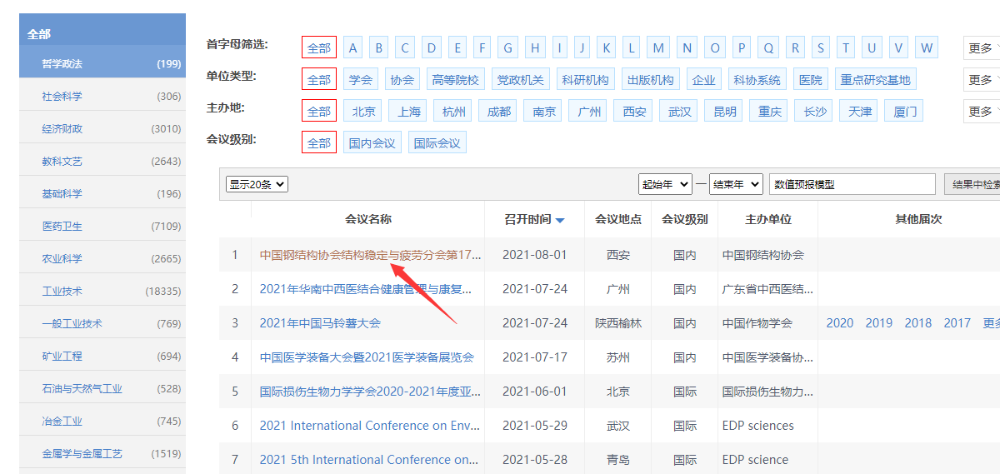 全部
哲学政法 (199)
社会科学 (306)
经济财政 (3010)
教科文艺 (2643)
基础科学 (196)
医药卫生 (7109)
农业科学 (2665)
工业技术 (18335)
一般工业技术 (769)
矿业工程 (694)
石油与天然气工业 (528)
冶金工业 (745)
金属学与金属工艺 (1519)
首字母筛选: 全部 A B C D E F G H I J K L M N O P Q R S T U V W 更多
单位类型: 全部 学会 协会 高等院校 党政机关 科研机构 出版机构 企业 科协系统 医院 重点研究基地 更多
主办地: 全部 北京 上海 杭州 成都 南京 广州 西安 武汉 昆明 重庆 长沙 天津 厦门 更多
会议级别: 全部 国内会议 国际会议
显示20条 起始年 — 结束年 数值预报模型 结果中检索
会议名称 召开时间 会议地点 会议级别 主办单位 其他届次
1 中国钢结构协会结构稳定与疲劳分会第17... 2021-08-01 西安 国内 中国钢结构协会
2 2021年华南中西医结合健康管理与康复... 2021-07-24 广州 国内 广东省中西医结...
3 2021年中国马铃薯大会 2021-07-24 陕西榆林 国内 中国作物学会 2020 2019 2018 2017 更多
4 中国医学装备大会暨2021医学装备展览会 2021-07-17 苏州 国内 中国医学装备协...
5 国际损伤生物力学学会2020-2021年度亚... 2021-06-01 北京 国际 国际损伤生物力...
6 2021 International Conference on Env... 2021-05-29 武汉 国际 EDP sciences
7 2021 5th International Conference on... 2021-05-28 青岛 国际 EDP science